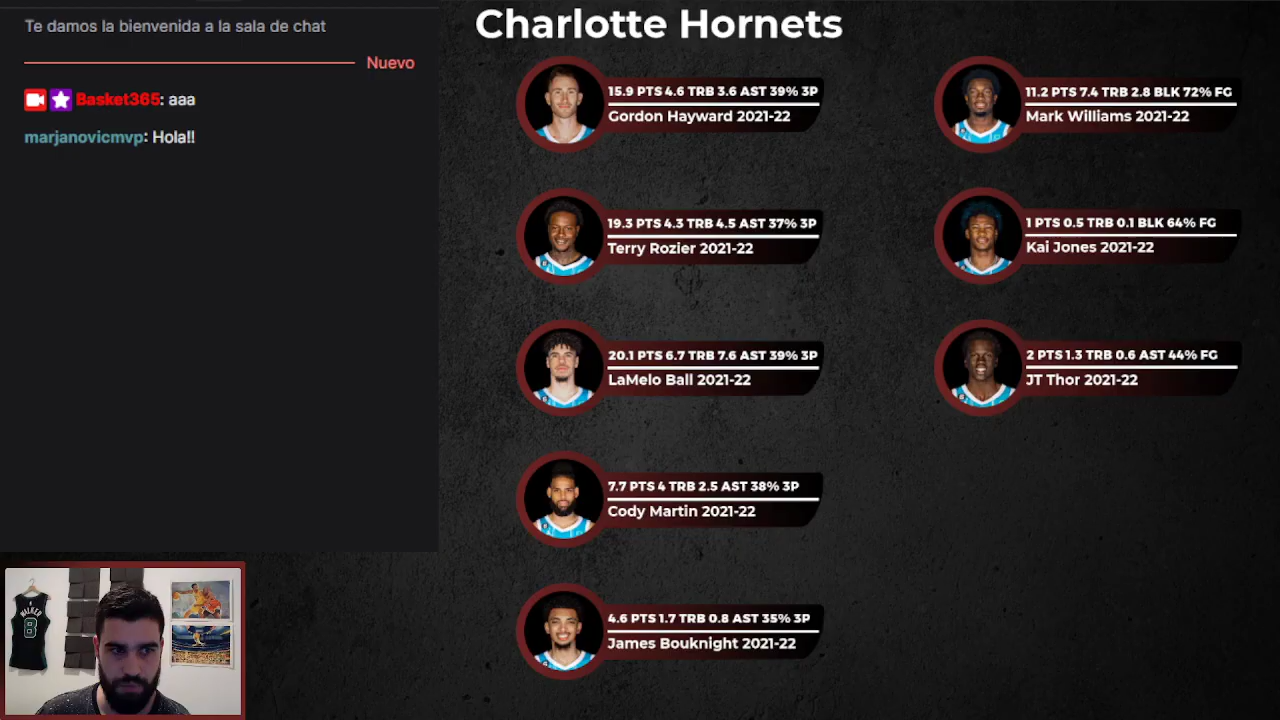 Te damos la bienvenida a la sala de chat
Nuevo
Basket365: aaa
marjanovicmvp: Hola!!
Charlotte Hornets
15.9 PTS 4.6 TRB 3.6 AST 39% 3P
Gordon Hayward 2021-22
19.3 PTS 4.3 TRB 4.5 AST 37% 3P
Terry Rozier 2021-22
20.1 PTS 6.7 TRB 7.6 AST 39% 3P
LaMelo Ball 2021-22
7.7 PTS 4 TRB 2.5 AST 38% 3P
Cody Martin 2021-22
4.6 PTS 1.7 TRB 0.8 AST 35% 3P
James Bouknight 2021-22
11.2 PTS 7.4 TRB 2.8 BLK 72% FG
Mark Williams 2021-22
1 PTS 0.5 TRB 0.1 BLK 64% FG
Kai Jones 2021-22
2 PTS 1.3 TRB 0.6 AST 44% FG
JT Thor 2021-22
WALKER
8